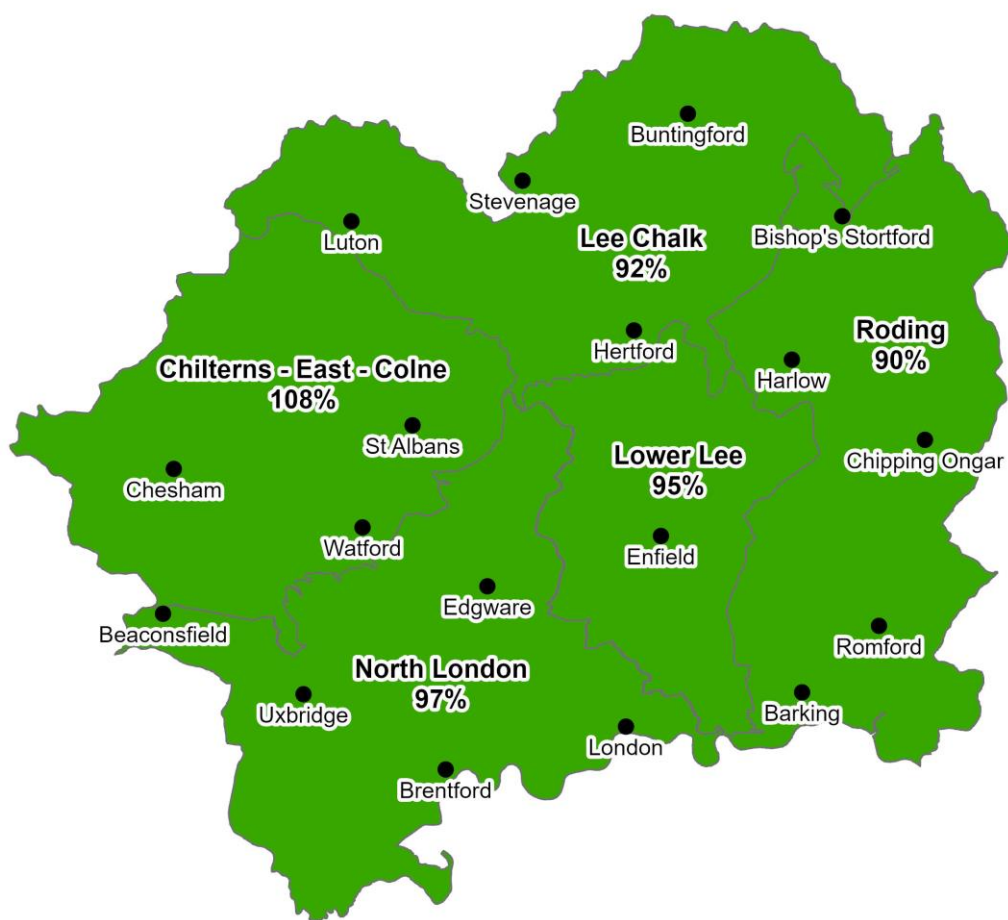 Buntingford
Stevenage
Luton
Bishop's Stortford
Lee Chalk
92%
Hertford
Roding
90%
Harlow
Chilterns - East - Colne
108%
St Albans
Lower Lee
95%
Chipping Ongar
Chesham
Watford
Enfield
Edgware
Beaconsfield
Romford
North London
97%
Uxbridge
Barking
London
Brentford